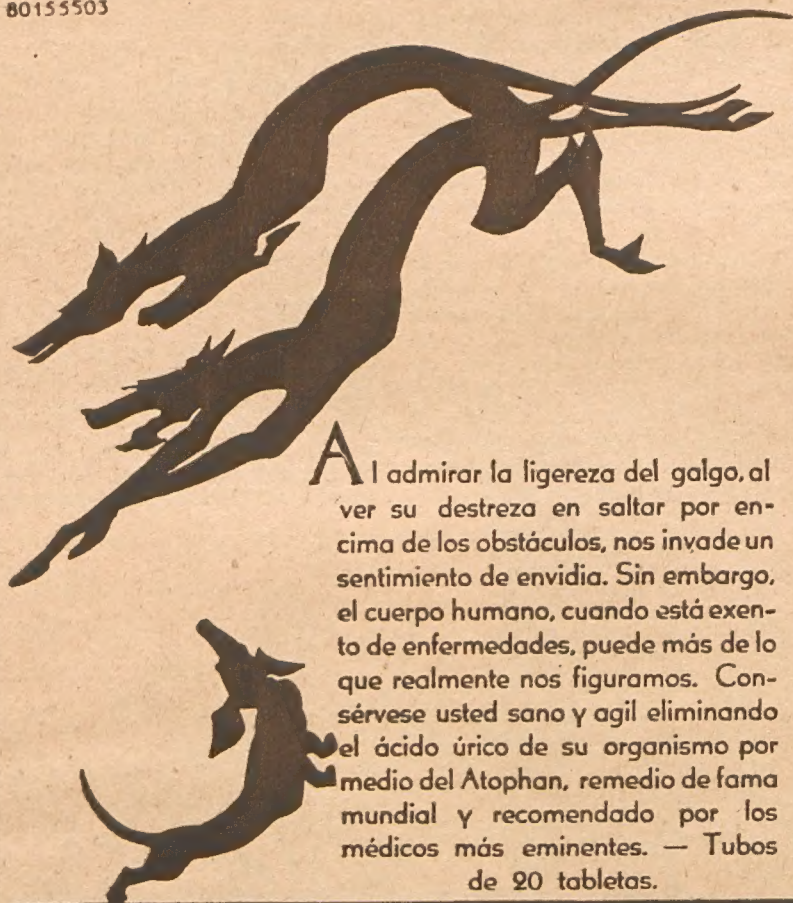 80155503
Al admirar la ligereza del galgo, al
ver su destreza en saltar por en-
cima de los obstáculos, nos invade un
sentimiento de envidia. Sin embargo,
el cuerpo humano, cuando está exen-
to de enfermedades, puede más de lo
que realmente nos figuramos. Con-
sérvese usted sano y agil eliminando
el ácido úrico de su organismo por
medio del Atophan, remedio de fama
mundial y recomendado por los
médicos más eminentes. — Tubos
de 20 tabletas.